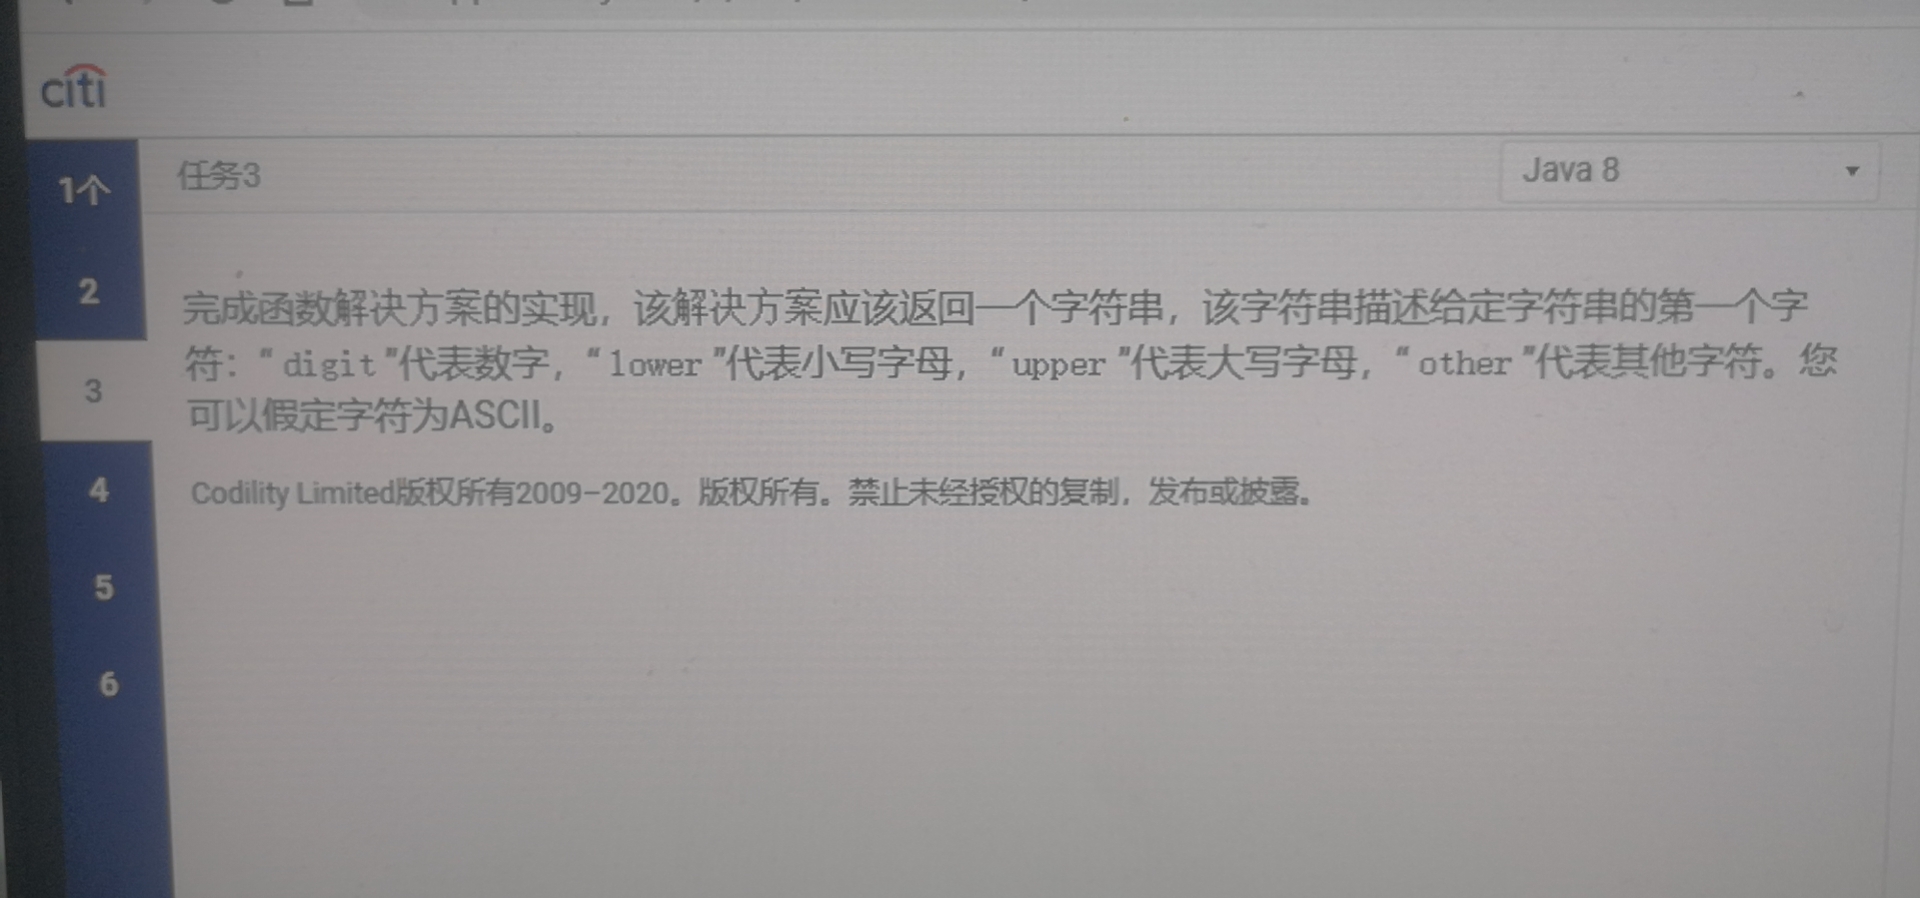 citi
1个
任务3
Java 8
2
完成函数解决方案的实现，该解决方案应该返回一个字符串，该字符串描述给定字符串的第一个字
符：“ digit ”代表数字，“ lower ”代表小写字母，“ upper ”代表大写字母，“ other ”代表其他字符。您
3
可以假定字符为ASCII。
4
Codility Limited版权所有2009–2020。版权所有。禁止未经授权的复制，发布或披露。
5
6